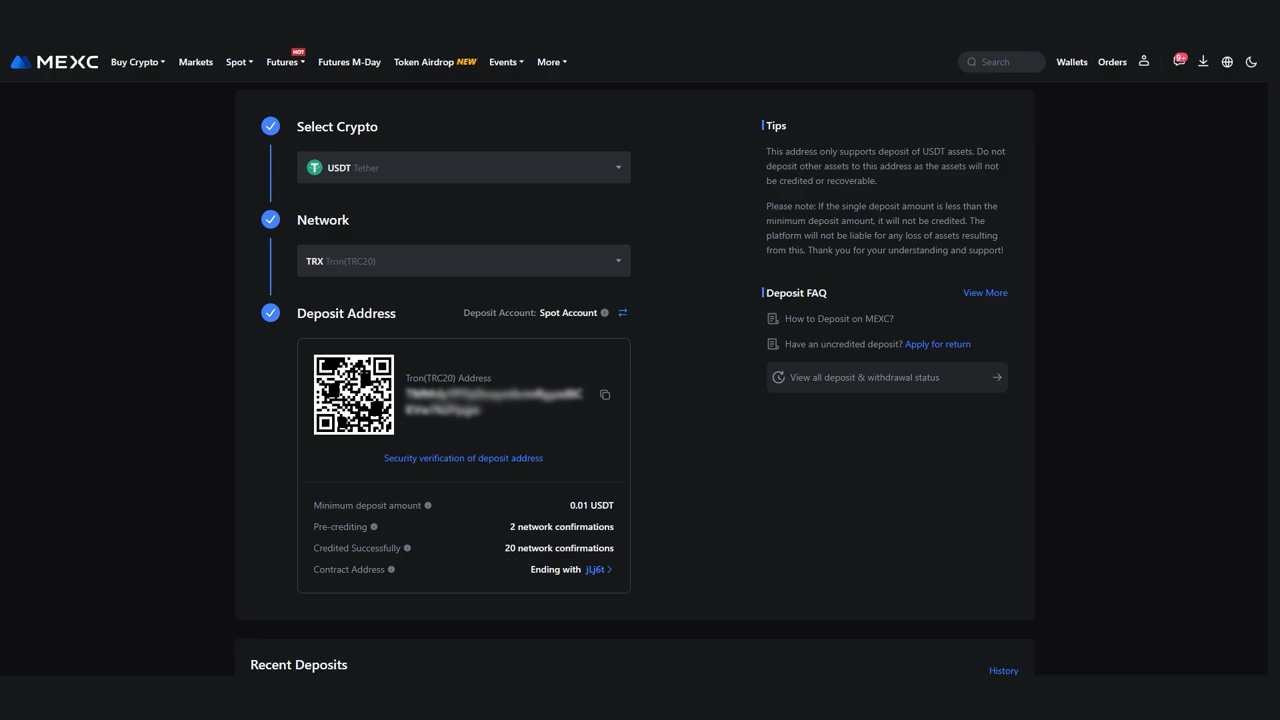 MEXC Buy Crypto Markets Spot Futures HOT Futures M-Day Token Airdrop NEW Events More Search Wallets Orders 9+
Select Crypto
USDT Tether
Network
TRX Tron(TRC20)
Deposit Address Deposit Account: Spot Account
Tron(TRC20) Address
Security verification of deposit address
Minimum deposit amount 0.01 USDT
Pre-crediting 2 network confirmations
Credited Successfully 20 network confirmations
Contract Address Ending with jLj6t
Tips
This address only supports deposit of USDT assets. Do not
deposit other assets to this address as the assets will not
be credited or recoverable.
Please note: If the single deposit amount is less than the
minimum deposit amount, it will not be credited. The
platform will not be liable for any loss of assets resulting
from this. Thank you for your understanding and support!
Deposit FAQ View More
How to Deposit on MEXC?
Have an uncredited deposit? Apply for return
View all deposit & withdrawal status
Recent Deposits History